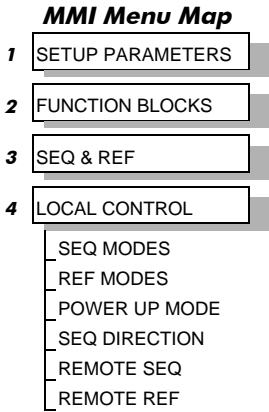 MMI Menu Map
1 SETUP PARAMETERS
2 FUNCTION BLOCKS
3 SEQ & REF
4 LOCAL CONTROL
SEQ MODES
REF MODES
POWER UP MODE
SEQ DIRECTION
REMOTE SEQ
REMOTE REF